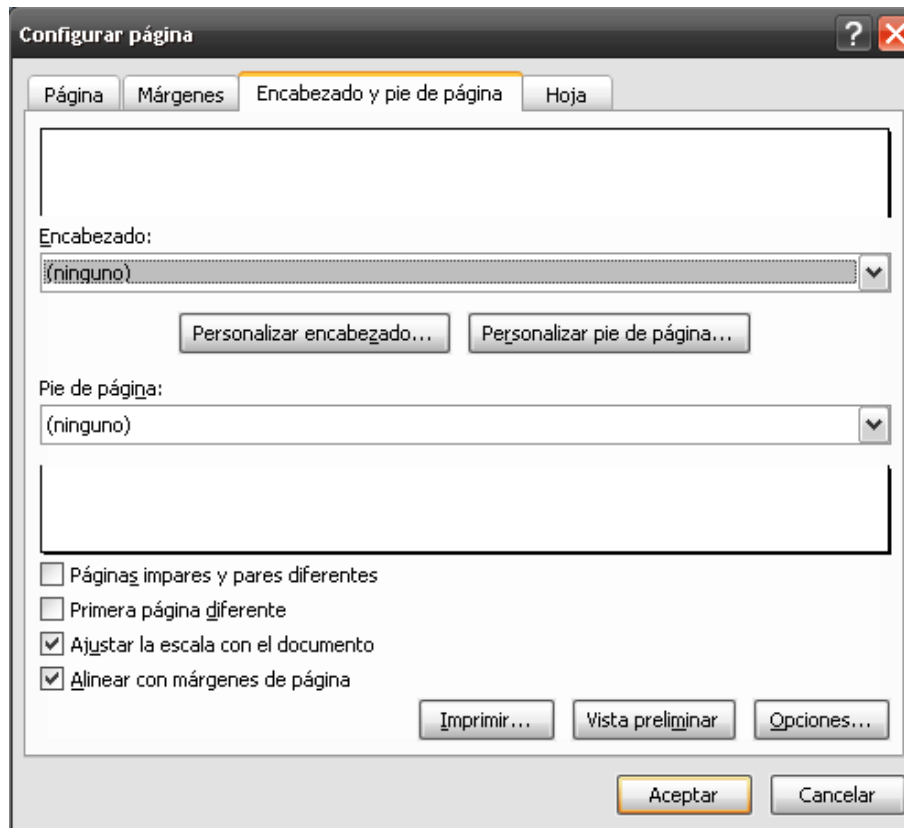 Configurar página
Página Márgenes Encabezado y pie de página Hoja
Encabezado:
(ninguno)
Personalizar encabezado... Personalizar pie de página...
Pie de página:
(ninguno)
Páginas impares y pares diferentes
Primera página diferente
Ajustar la escala con el documento
Alinear con márgenes de página
Imprimir... Vista preliminar Opciones...
Aceptar Cancelar